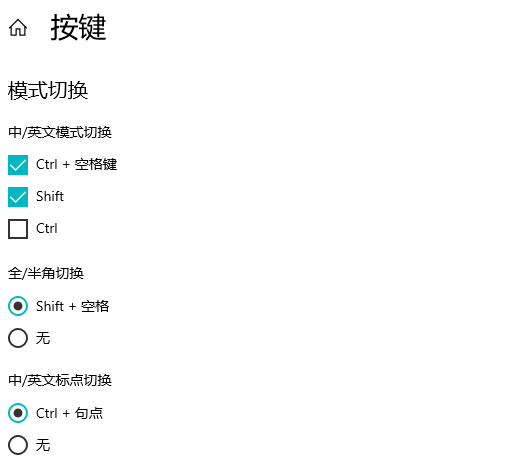 按键
模式切换
中/英文模式切换
Ctrl + 空格键
Shift
Ctrl
全/半角切换
Shift + 空格
无
中/英文标点切换
Ctrl + 句点
无